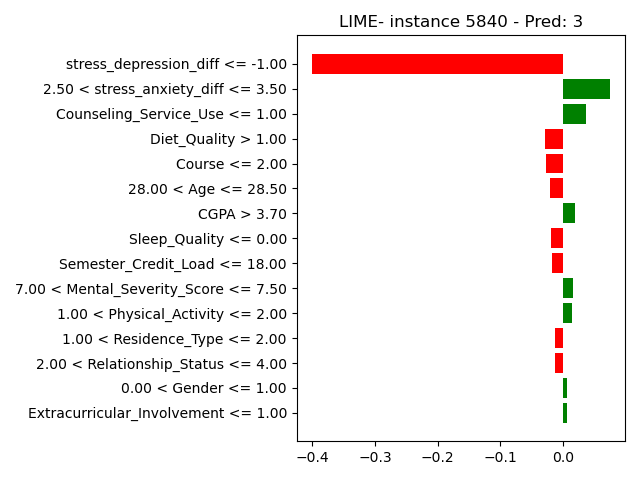 LIME- instance 5840 - Pred: 3
stress_depression_diff <= -1.00
2.50 < stress_anxiety_diff <= 3.50
Counseling_Service_Use <= 1.00
Diet_Quality > 1.00
Course <= 2.00
28.00 < Age <= 28.50
CGPA > 3.70
Sleep_Quality <= 0.00
Semester_Credit_Load <= 18.00
7.00 < Mental_Severity_Score <= 7.50
1.00 < Physical_Activity <= 2.00
1.00 < Residence_Type <= 2.00
2.00 < Relationship_Status <= 4.00
0.00 < Gender <= 1.00
Extracurricular_Involvement <= 1.00
−0.4 −0.3 −0.2 −0.1 0.0